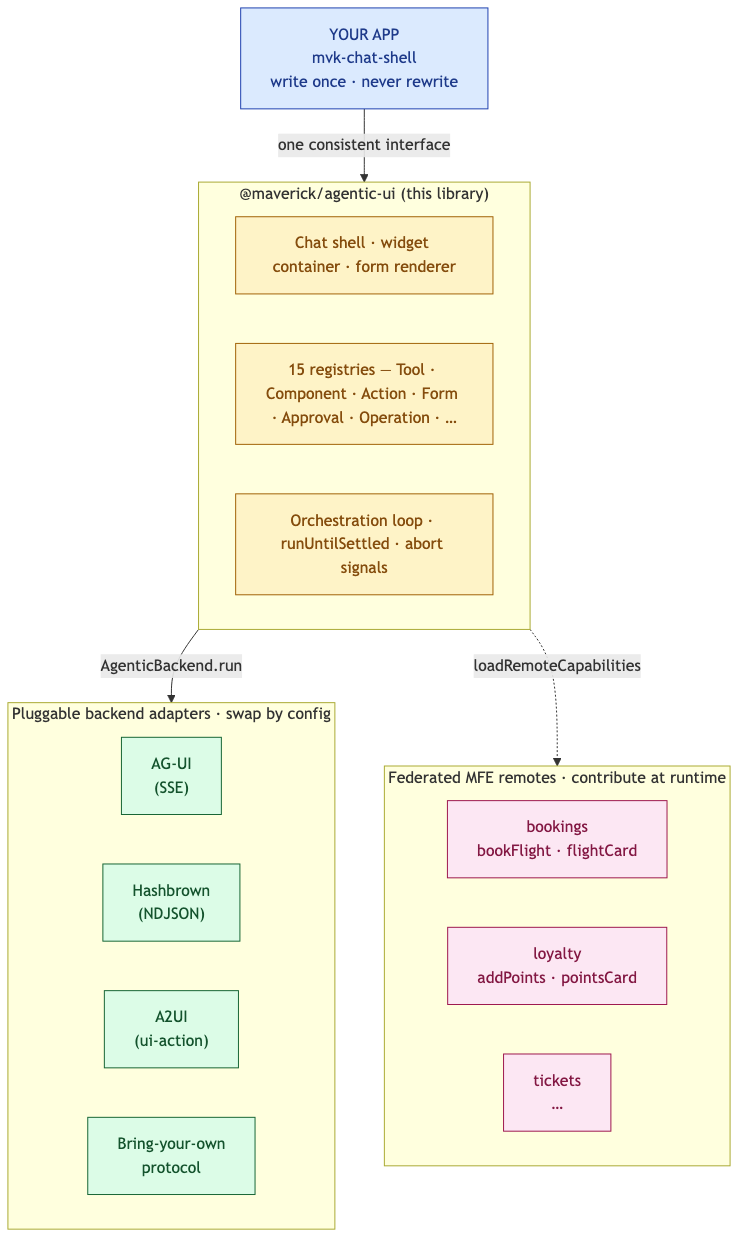 YOUR APP
mvk-chat-shell
write once · never rewrite
one consistent interface
@maverick/agentic-ui (this library)
Chat shell · widget
container · form renderer
15 registries — Tool ·
Component · Action · Form
· Approval · Operation · …
Orchestration loop ·
runUntilSettled · abort
signals
AgenticBackend.run
loadRemoteCapabilities
Pluggable backend adapters · swap by config
AG-UI
(SSE)
Hashbrown
(NDJSON)
A2UI
(ui-action)
Bring-your-own
protocol
Federated MFE remotes · contribute at runtime
bookings
bookFlight · flightCard
loyalty
addPoints · pointsCard
tickets
…